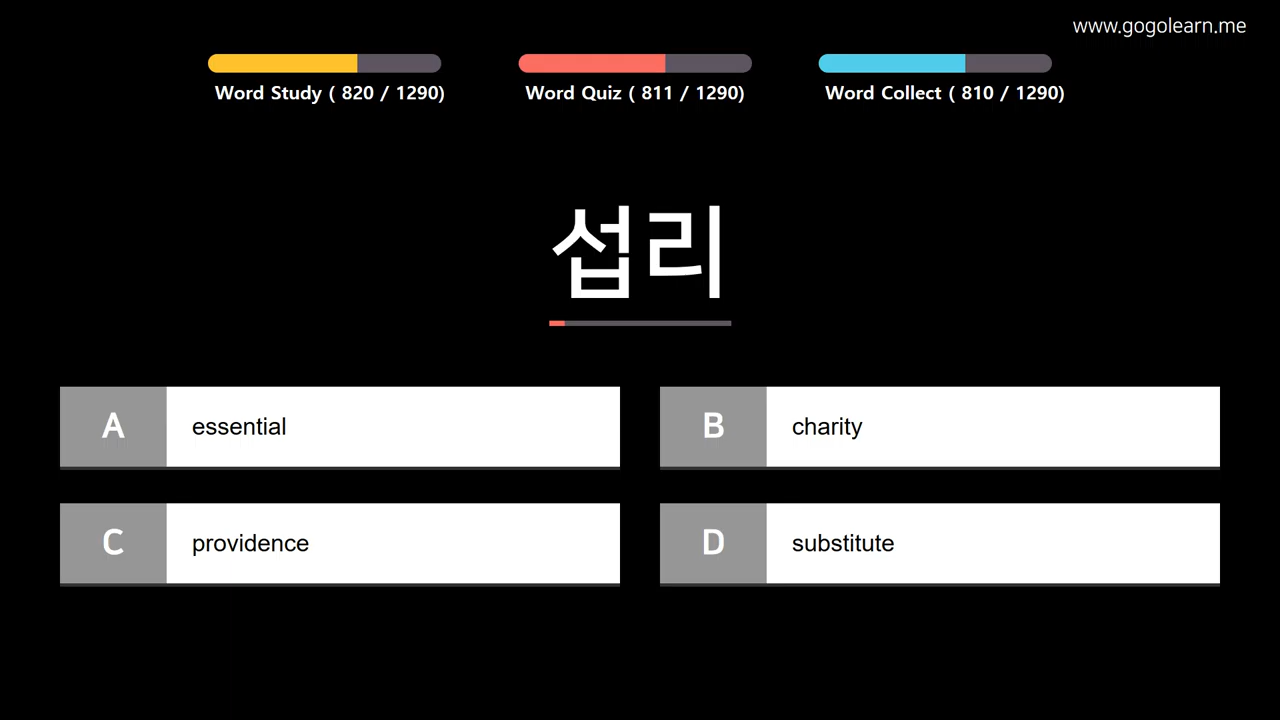 www.gogolearn.me
Word Study ( 820 / 1290)
Word Quiz ( 811 / 1290)
Word Collect ( 810 / 1290)
섭리
A essential
B charity
C providence
D substitute